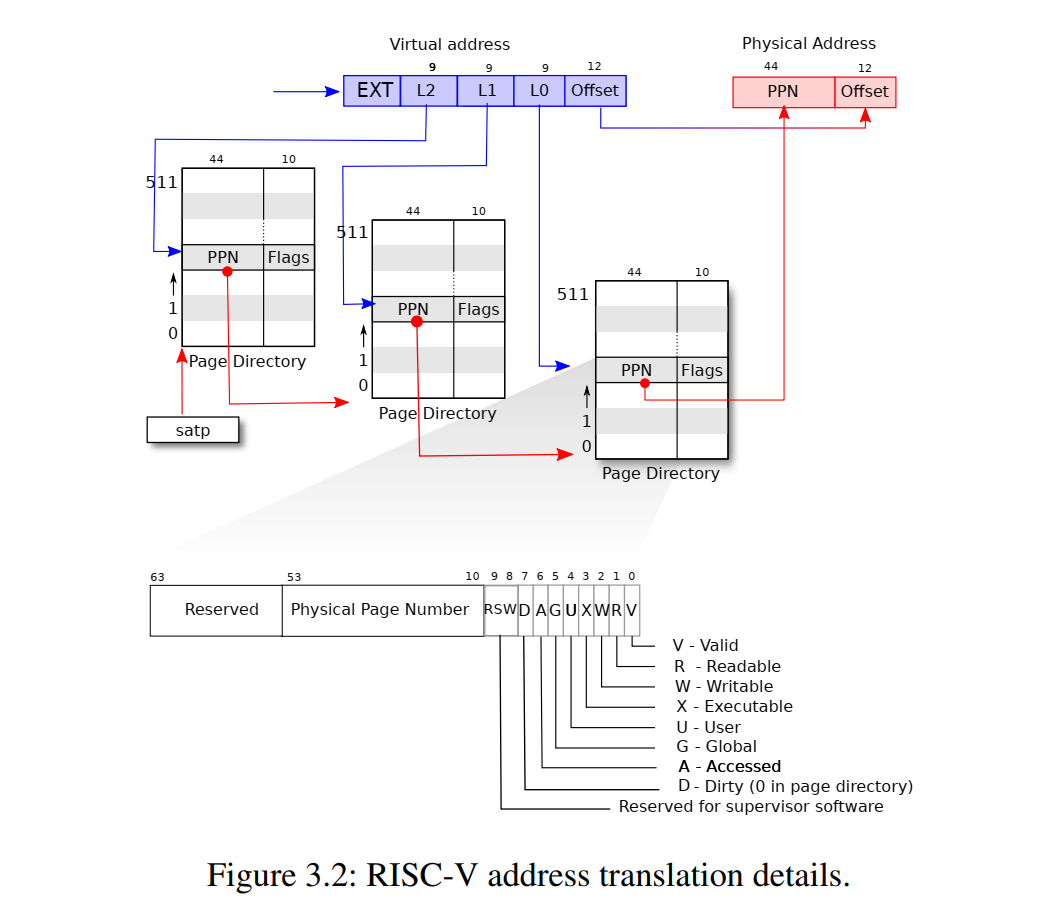 Virtual address
Physical Address
9 9 9 12
44 12
EXT L2 L1 L0 Offset
PPN Offset
44 10
511
PPN Flags
1
0
Page Directory
satp
44 10
511
PPN Flags
1
0
Page Directory
44 10
511
PPN Flags
1
0
Page Directory
63 53 10 9 8 7 6 5 4 3 2 1 0
Reserved Physical Page Number RSW D A G U X W R V
V - Valid
R - Readable
W - Writable
X - Executable
U - User
G - Global
A - Accessed
D - Dirty (0 in page directory)
Reserved for supervisor software
Figure 3.2: RISC-V address translation details.